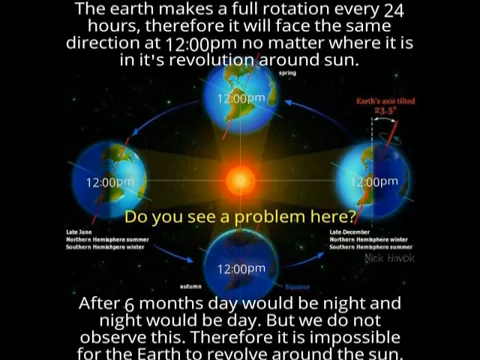 The earth makes a full rotation every 24
hours, therefore it will face the same
direction at 12:00pm no matter where it is
in it's revolution around sun.
spring
12:00pm
Earth's axis tilted
23.5°
12:00pm
12:00pm
Do you see a problem here?
Late June
Northern Hemisphere summer
Southern Hemishpere winter
Late December
Northern Hemisphere winter
Southern Hemisphere summer
Nick Havok
12:00pm
autumn
Equator
After 6 months day would be night and
night would be day. But we do not
observe this. Therefore it is impossible
for the Earth to revolve around the sun.